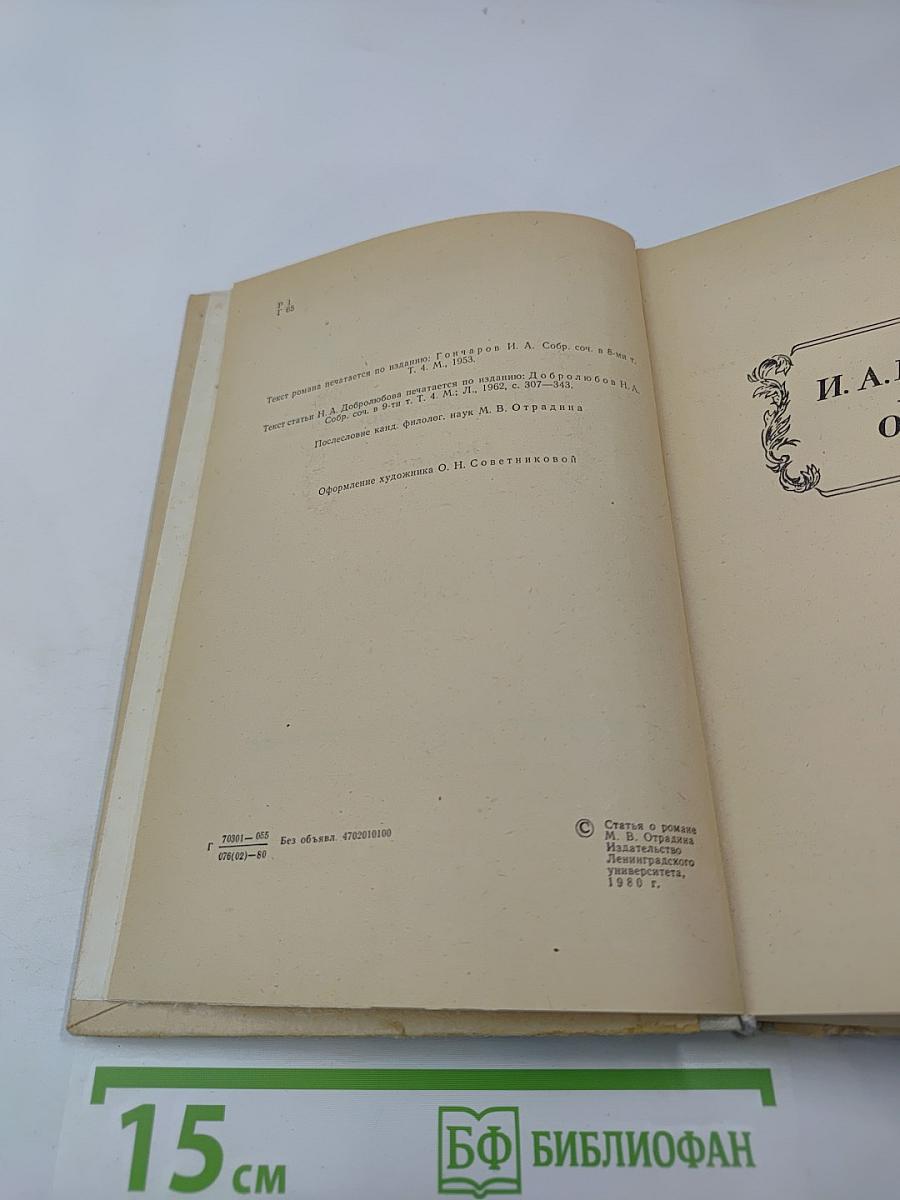 Р 1
Г 65
Текст романа печатается по изданию: Гончаров И. А. Собр. соч. в 8-ми т.
Т. 4. М., 1953.
Текст статьи Н. А. Добролюбова печатается по изданию: Добролюбов Н. А.
Собр. соч. в 9-ти т. Т. 4. М.; Л., 1962, с. 307—343.
Послесловие канд. филолог. наук М. В. Отрадина
Оформление художника О. Н. Советниковой
Г 70301—055
076(02)—80 Без объявл. 4702010100
© Статья о романе
М. В. Отрадина
Издательство
Ленинградского
университета,
1980 г.
И. А.
О
15 см
БФ БИБЛИОФАН